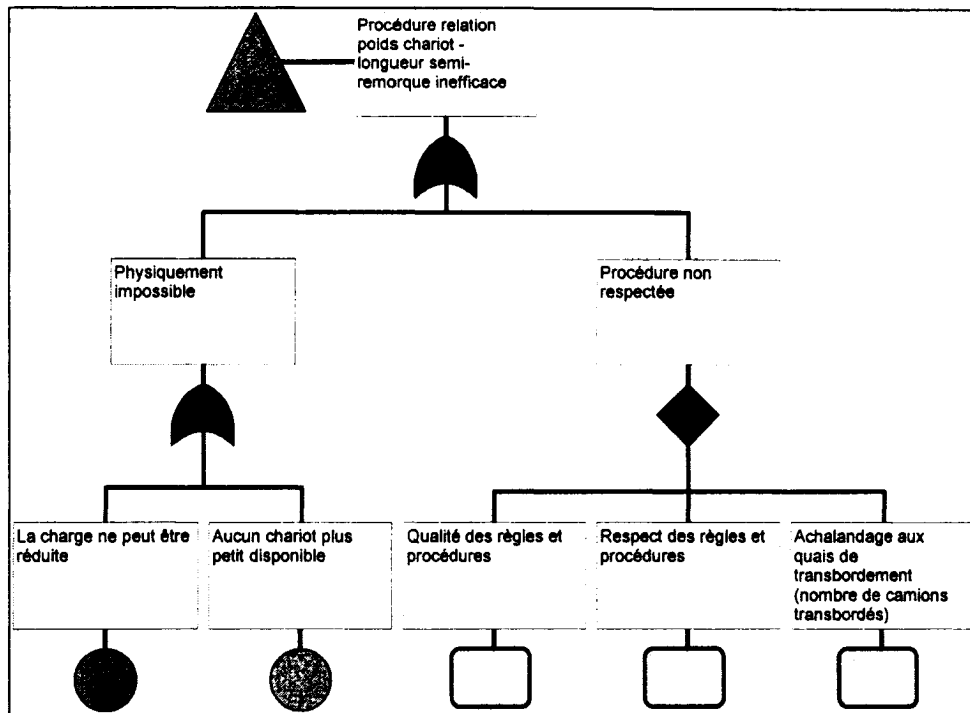 Procédure relation
poids chariot -
longueur semi-
remorque inefficace
Physiquement
impossible
Procédure non
respectée
La charge ne peut être
réduite
Aucun chariot plus
petit disponible
Qualité des règles et
procédures
Respect des règles et
procédures
Achalandage aux
quais de
transbordement
(nombre de camions
transbordés)